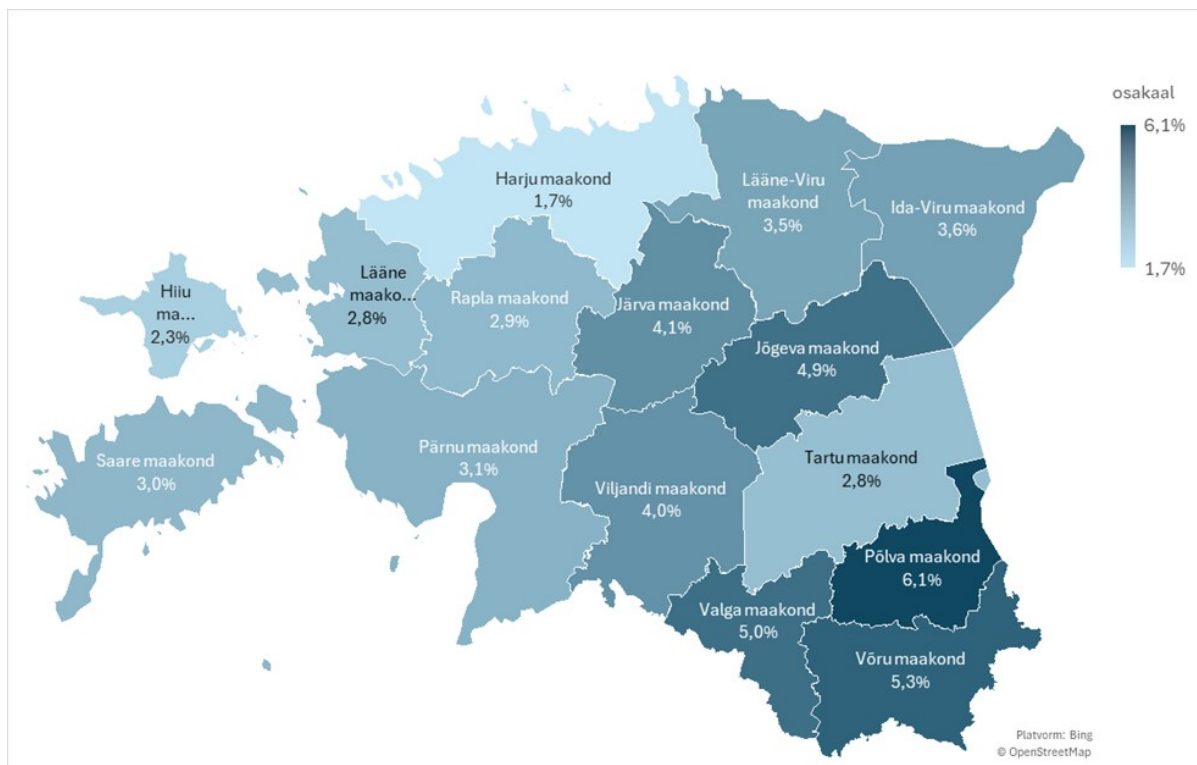 osakaal
6,1%
1,7%
Harju maakond
1,7%
Lääne-Viru
maakond
3,5%
Ida-Viru maakond
3,6%
Hiiu
ma...
2,3%
Lääne
maako...
2,8%
Rapla maakond
2,9%
Järva maakond
4,1%
Jõgeva maakond
4,9%
Saare maakond
3,0%
Pärnu maakond
3,1%
Viljandi maakond
4,0%
Tartu maakond
2,8%
Põlva maakond
6,1%
Valga maakond
5,0%
Võru maakond
5,3%
Platvorm: Bing
© OpenStreetMap